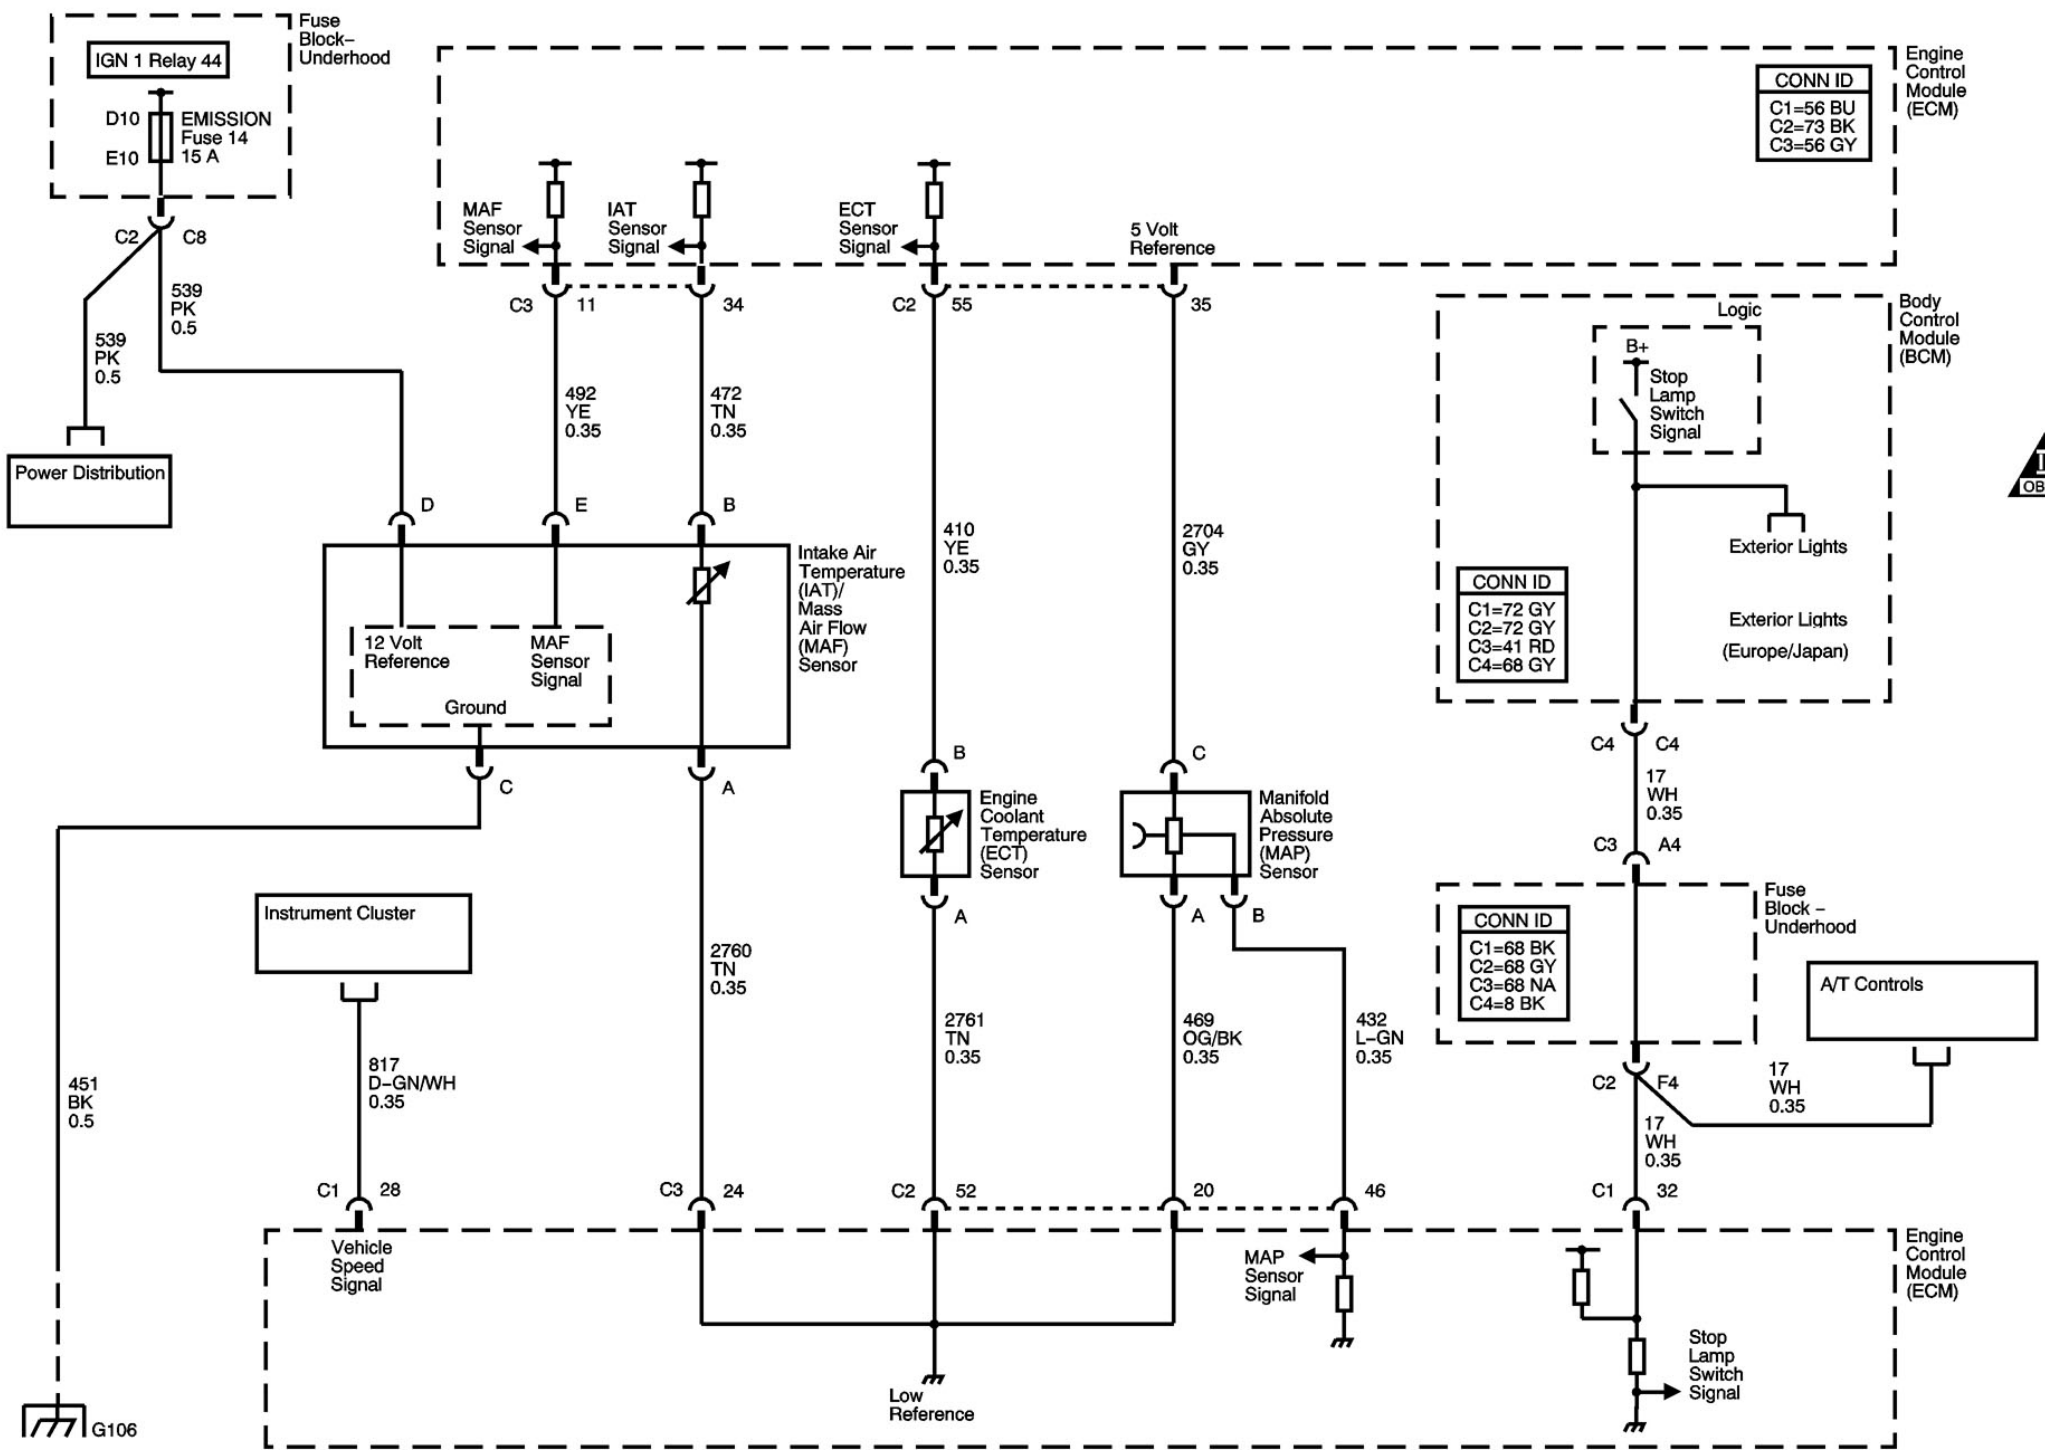 Fuse
Block–
Underhood
IGN 1 Relay 44
D10
E10
EMISSION
Fuse 14
15 A
C2
C8
539
PK
0.5
539
PK
0.5
Power Distribution
Engine
Control
Module
(ECM)
CONN ID
C1=56 BU
C2=73 BK
C3=56 GY
MAF
Sensor
Signal
IAT
Sensor
Signal
ECT
Sensor
Signal
5 Volt
Reference
C3
11
34
C2
55
35
492
YE
0.35
472
TN
0.35
410
YE
0.35
2704
GY
0.35
D
E
B
Intake Air
Temperature
(IAT)/
Mass
Air Flow
(MAF)
Sensor
12 Volt
Reference
MAF
Sensor
Signal
Ground
C
A
Body
Control
Module
(BCM)
Logic
B+
Stop
Lamp
Switch
Signal
Exterior Lights
Exterior Lights
(Europe/Japan)
CONN ID
C1=72 GY
C2=72 GY
C3=41 RD
C4=68 GY
OB
C4
C4
17
WH
0.35
C3
A4
B
Engine
Coolant
Temperature
(ECT)
Sensor
A
C
Manifold
Absolute
Pressure
(MAP)
Sensor
A
B
Fuse
Block –
Underhood
CONN ID
C1=68 BK
C2=68 GY
C3=68 NA
C4=8 BK
A/T Controls
C2
F4
17
WH
0.35
17
WH
0.35
Instrument Cluster
817
D–GN/WH
0.35
451
BK
0.5
2760
TN
0.35
2761
TN
0.35
469
OG/BK
0.35
432
L–GN
0.35
C1
28
C3
24
C2
52
20
46
C1
32
Vehicle
Speed
Signal
MAP
Sensor
Signal
Low
Reference
Stop
Lamp
Switch
Signal
Engine
Control
Module
(ECM)
G106